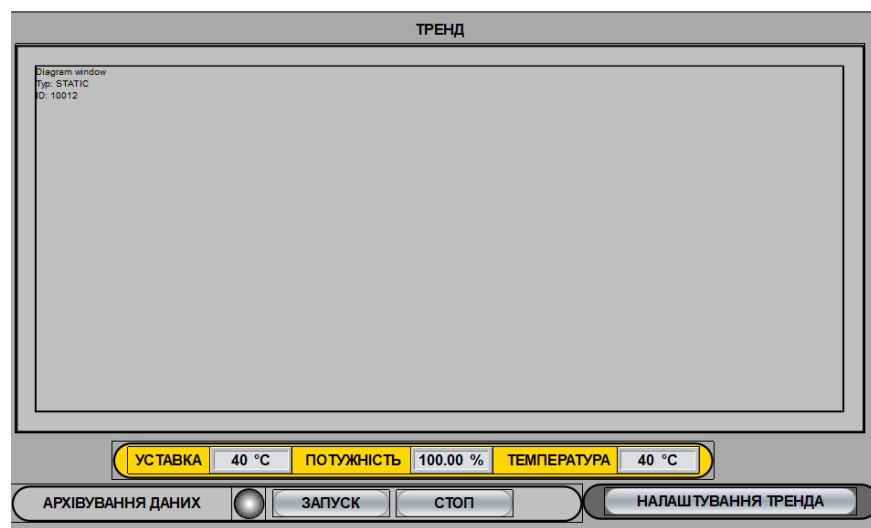 ТРЕНД
Diagram window
Typ: STATIC
ID: 10012
УСТАВКА 40 °C ПОТУЖНІСТЬ 100.00 % ТЕМПЕРАТУРА 40 °C
АРХІВУВАННЯ ДАНИХ ЗАПУСК СТОП НАЛАШТУВАННЯ ТРЕНДА